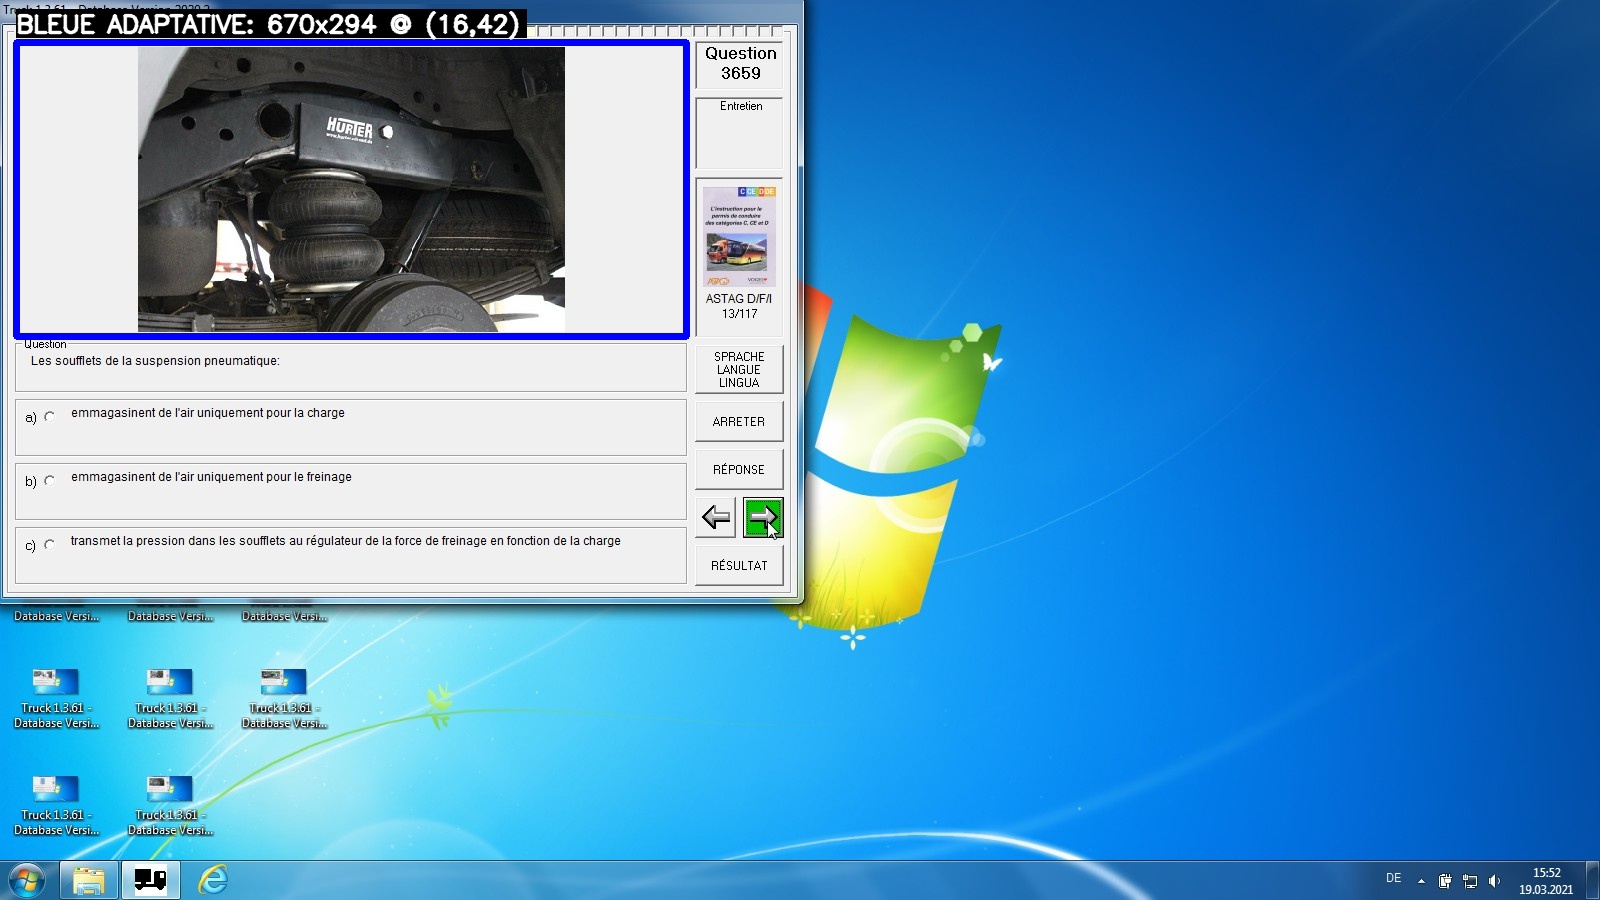 BLEUE ADAPTATIVE: 670x294 @ (16,42)
HURTER
Question
3659
Entretien
C CE D DE
L'instruction pour le
permis de conduire
des catégories C, CE et D
ASTAG D/F/I
13/117
Question
Les soufflets de la suspension pneumatique:
a) emmagasinent de l'air uniquement pour la charge
b) emmagasinent de l'air uniquement pour le freinage
c) transmet la pression dans les soufflets au régulateur de la force de freinage en fonction de la charge
SPRACHE
LANGUE
LINGUA
ARRETER
RÉPONSE
RÉSULTAT
Database Versi...
Database Versi...
Database Versi...
Truck 1.3.61 -
Database Versi...
Truck 1.3.61 -
Database Versi...
Truck 1.3.61 -
Database Versi...
Truck 1.3.61 -
Database Versi...
Truck 1.3.61 -
Database Versi...
DE
15:52
19.03.2021